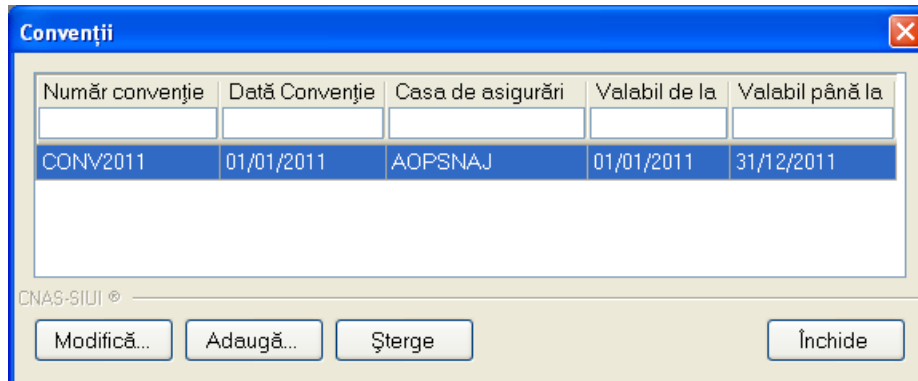 Convenții
Număr convenție Dată Convenție Casa de asigurări Valabil de la Valabil până la
CONV2011 01/01/2011 AOPSNAJ 01/01/2011 31/12/2011
CNAS-SIUI ®
Modifică... Adaugă... Şterge Închide